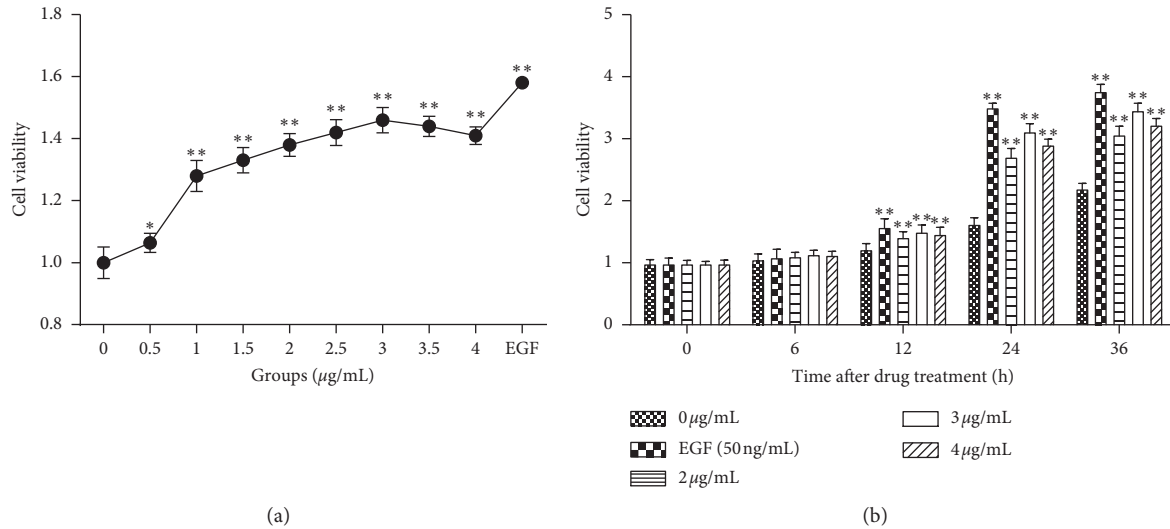 1.8
1.6
1.4
1.2
1.0
0.8
Cell viability
*
**
**
**
**
**
**
**
**
0 0.5 1 1.5 2 2.5 3 3.5 4 EGF
Groups (μg/mL)
(a)
5
4
3
2
1
0
Cell viability
** ** ** **
** ** ** **
** ** ** **
0 6 12 24 36
Time after drug treatment (h)
0 μg/mL
EGF (50 ng/mL)
2 μg/mL
3 μg/mL
4 μg/mL
(b)